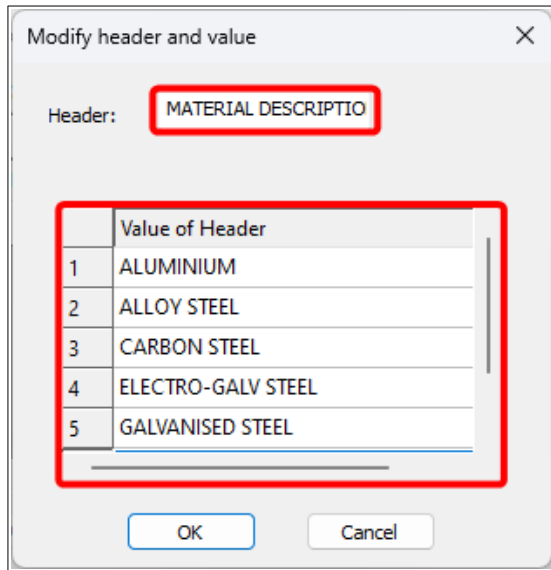 Modify header and value
Header: MATERIAL DESCRIPTIO
Value of Header
1 ALUMINIUM
2 ALLOY STEEL
3 CARBON STEEL
4 ELECTRO-GALV STEEL
5 GALVANISED STEEL
OK Cancel